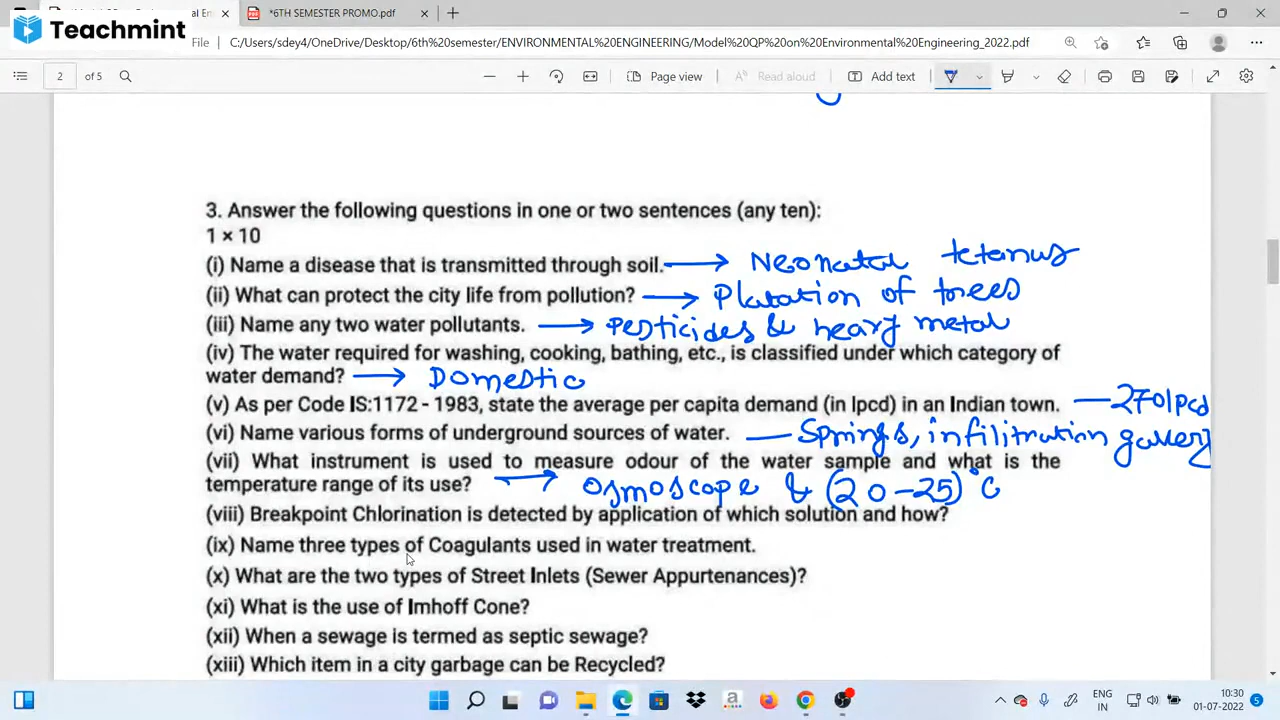 al En
*6TH SEMESTER PROMO.pdf
Teachmint
File
C:/Users/sdey4/OneDrive/Desktop/6th%20semester/ENVIRONMENTAL%20ENGINEERING/Model%20QP%20on%20Environmental%20Engineering_2022.pdf
2 of 5
Page view
Read aloud
Add text
3. Answer the following questions in one or two sentences (any ten):
1 × 10
(i) Name a disease that is transmitted through soil. → Neonatal tetanus
(ii) What can protect the city life from pollution? → Platation of trees
(iii) Name any two water pollutants. → Pesticides & heavy metal
(iv) The water required for washing, cooking, bathing, etc., is classified under which category of
water demand? → Domestic
(v) As per Code IS:1172 - 1983, state the average per capita demand (in lpcd) in an Indian town. — 270 lpcd
(vi) Name various forms of underground sources of water. — Springs, infilitration gallery
(vii) What instrument is used to measure odour of the water sample and what is the
temperature range of its use? → Osmoscope & (20-25)°C
(viii) Breakpoint Chlorination is detected by application of which solution and how?
(ix) Name three types of Coagulants used in water treatment.
(x) What are the two types of Street Inlets (Sewer Appurtenances)?
(xi) What is the use of Imhoff Cone?
(xii) When a sewage is termed as septic sewage?
(xiii) Which item in a city garbage can be Recycled?
ENG
IN
10:30
01-07-2022
5